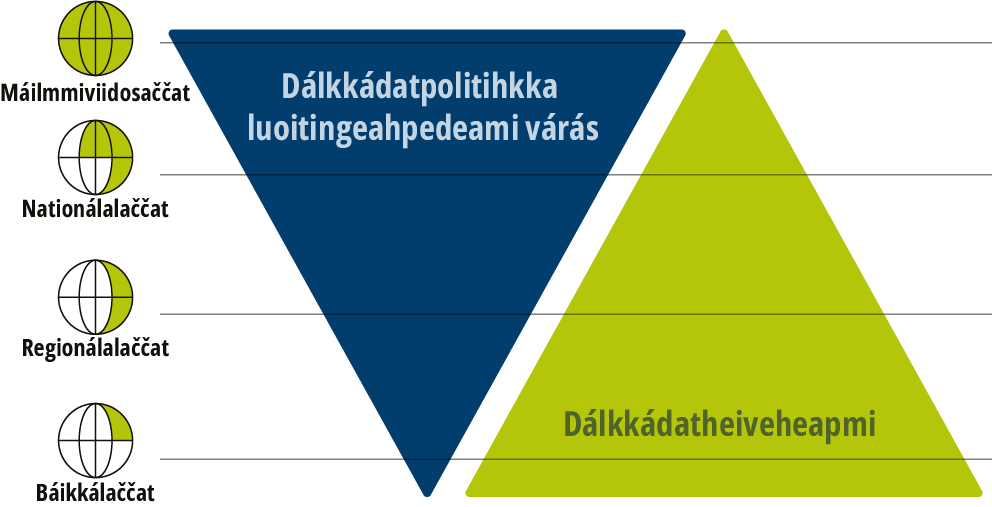 Máilmmiviidosaččat
Nationálalaččat
Regionálalaččat
Báikkálaččat
Dálkkádatpolitihkka
luoitingeahpedeami várás
Dálkkádatheiveheapmi